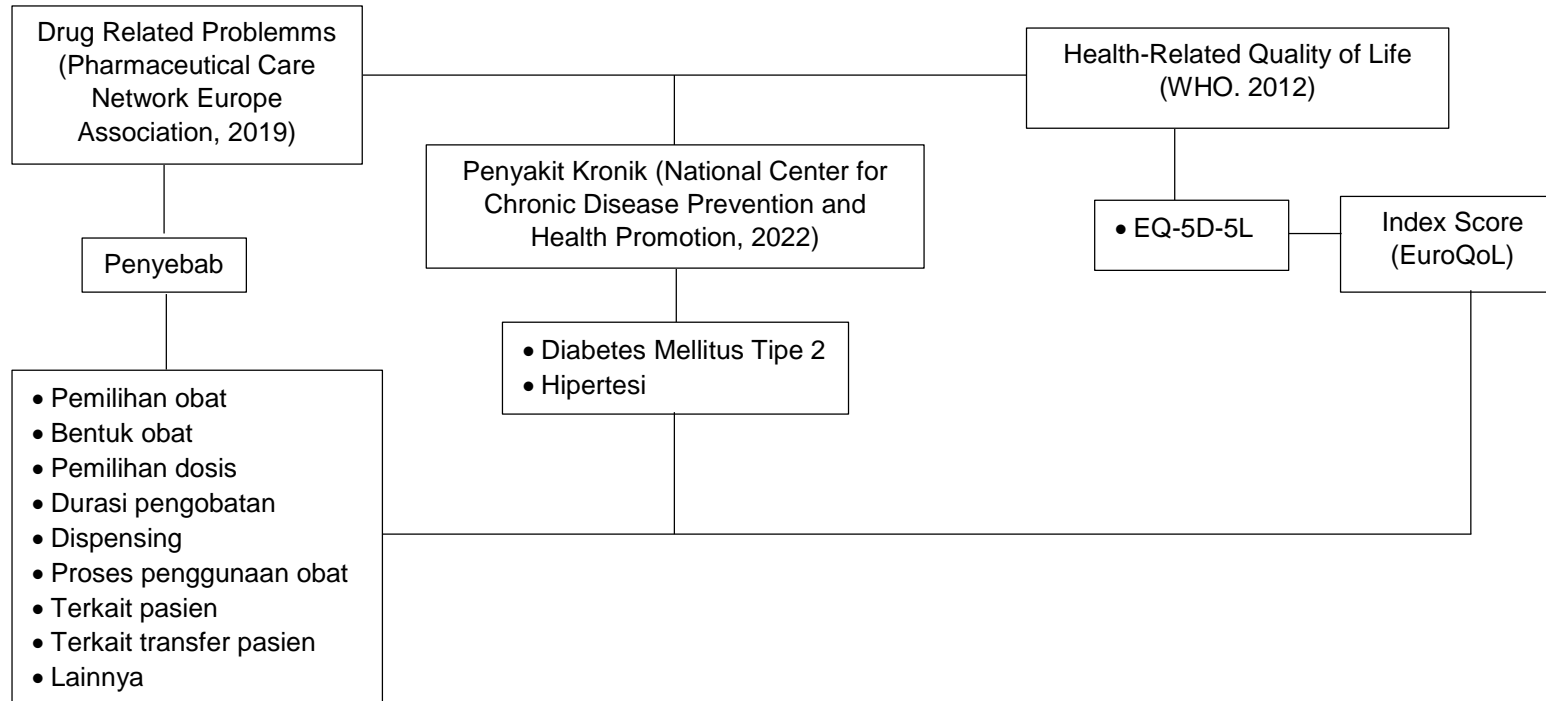 Drug Related Problemms
(Pharmaceutical Care
Network Europe
Association, 2019)
Health-Related Quality of Life
(WHO. 2012)
Penyakit Kronik (National Center for
Chronic Disease Prevention and
Health Promotion, 2022)
• EQ-5D-5L
Index Score
(EuroQoL)
Penyebab
• Diabetes Mellitus Tipe 2
• Hipertesi
• Pemilihan obat
• Bentuk obat
• Pemilihan dosis
• Durasi pengobatan
• Dispensing
• Proses penggunaan obat
• Terkait pasien
• Terkait transfer pasien
• Lainnya